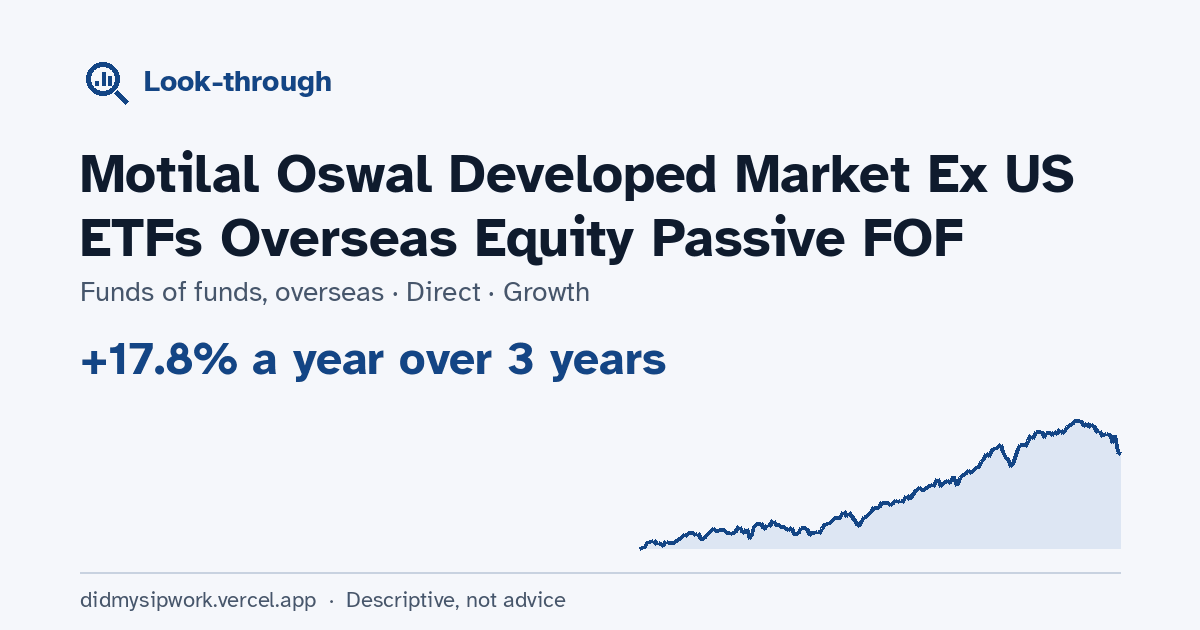 Look-through
Motilal Oswal Developed Market Ex US
ETFs Overseas Equity Passive FOF
Funds of funds, overseas · Direct · Growth
+17.8% a year over 3 years
didmysipwork.vercel.app · Descriptive, not advice